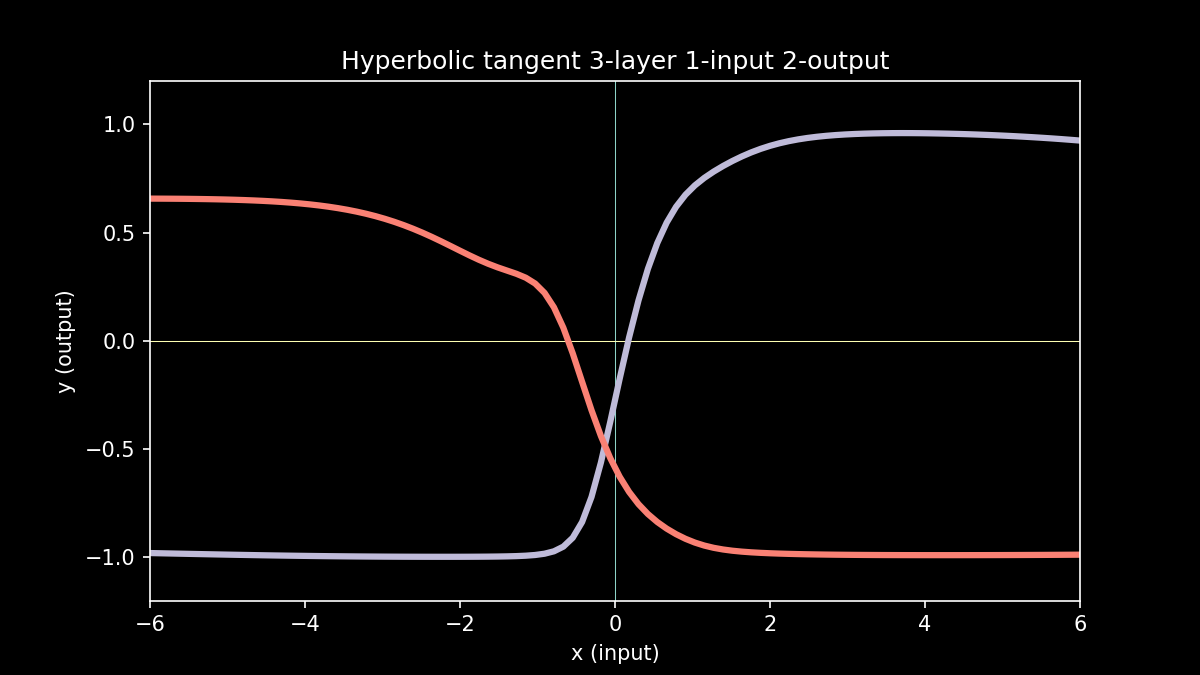 Hyperbolic tangent 3-layer 1-input 2-output
1.0
0.5
0.0
−0.5
−1.0
y (output)
−6 −4 −2 0 2 4 6
x (input)